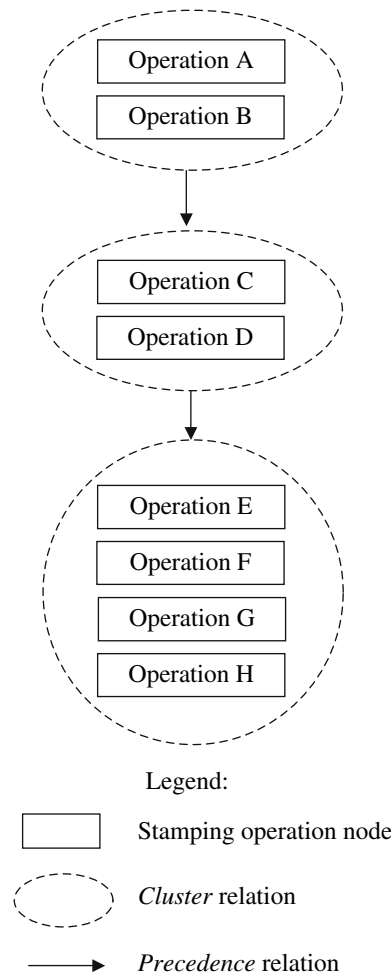 Operation A
Operation B
Operation C
Operation D
Operation E
Operation F
Operation G
Operation H
Legend:
Stamping operation node
Cluster relation
Precedence relation